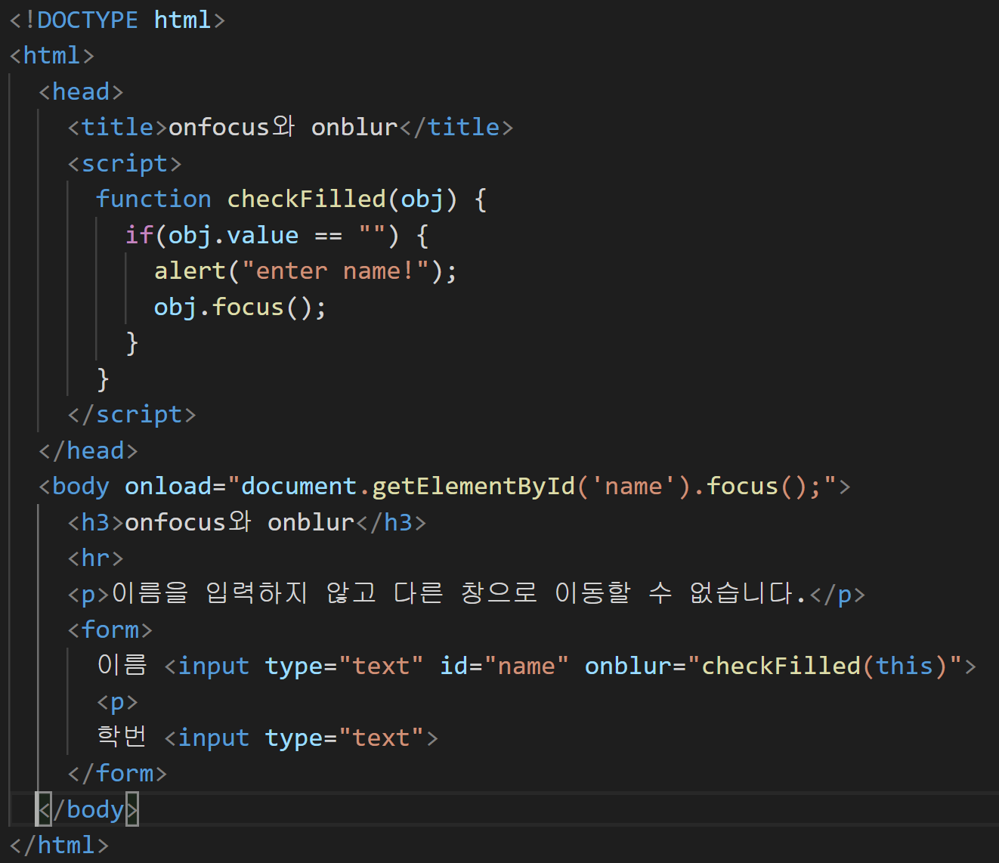 <!DOCTYPE html>
<html>
<head>
<title>onfocus와 onblur</title>
<script>
function checkFilled(obj) {
if(obj.value == "") {
alert("enter name!");
obj.focus();
}
}
</script>
</head>
<body onload="document.getElementById('name').focus();">
<h3>onfocus와 onblur</h3>
<hr>
<p>이름을 입력하지 않고 다른 창으로 이동할 수 없습니다.</p>
<form>
이름 <input type="text" id="name" onblur="checkFilled(this)">
<p>
학번 <input type="text">
</form>
</body>
</html>